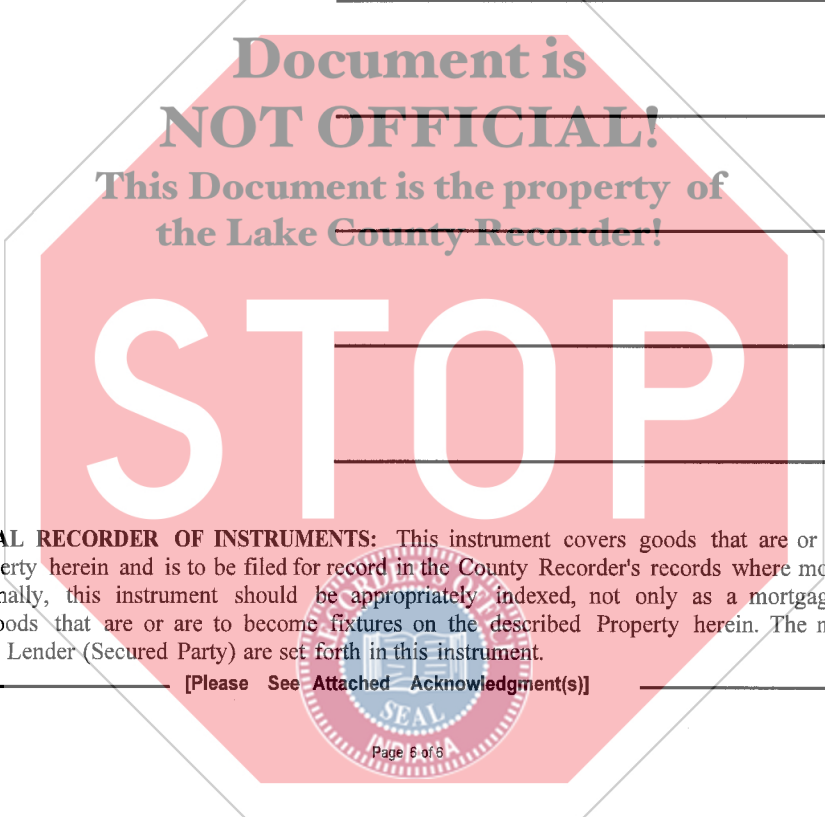 Document is
NOT OFFICIAL!
This Document is the property of
the Lake County Recorder!
STOP
AL RECORDER OF INSTRUMENTS: This instrument covers goods that are or
erty herein and is to be filed for record in the County Recorder's records where mo
nally, this instrument should be appropriately indexed, not only as a mortgag
oods that are or are to become fixtures on the described Property herein. The n
Lender (Secured Party) are set forth in this instrument.
[Please See Attached Acknowledgment(s)]
RECORDER'S OFFICE
SEAL
INDIANA
Page 6 of 6